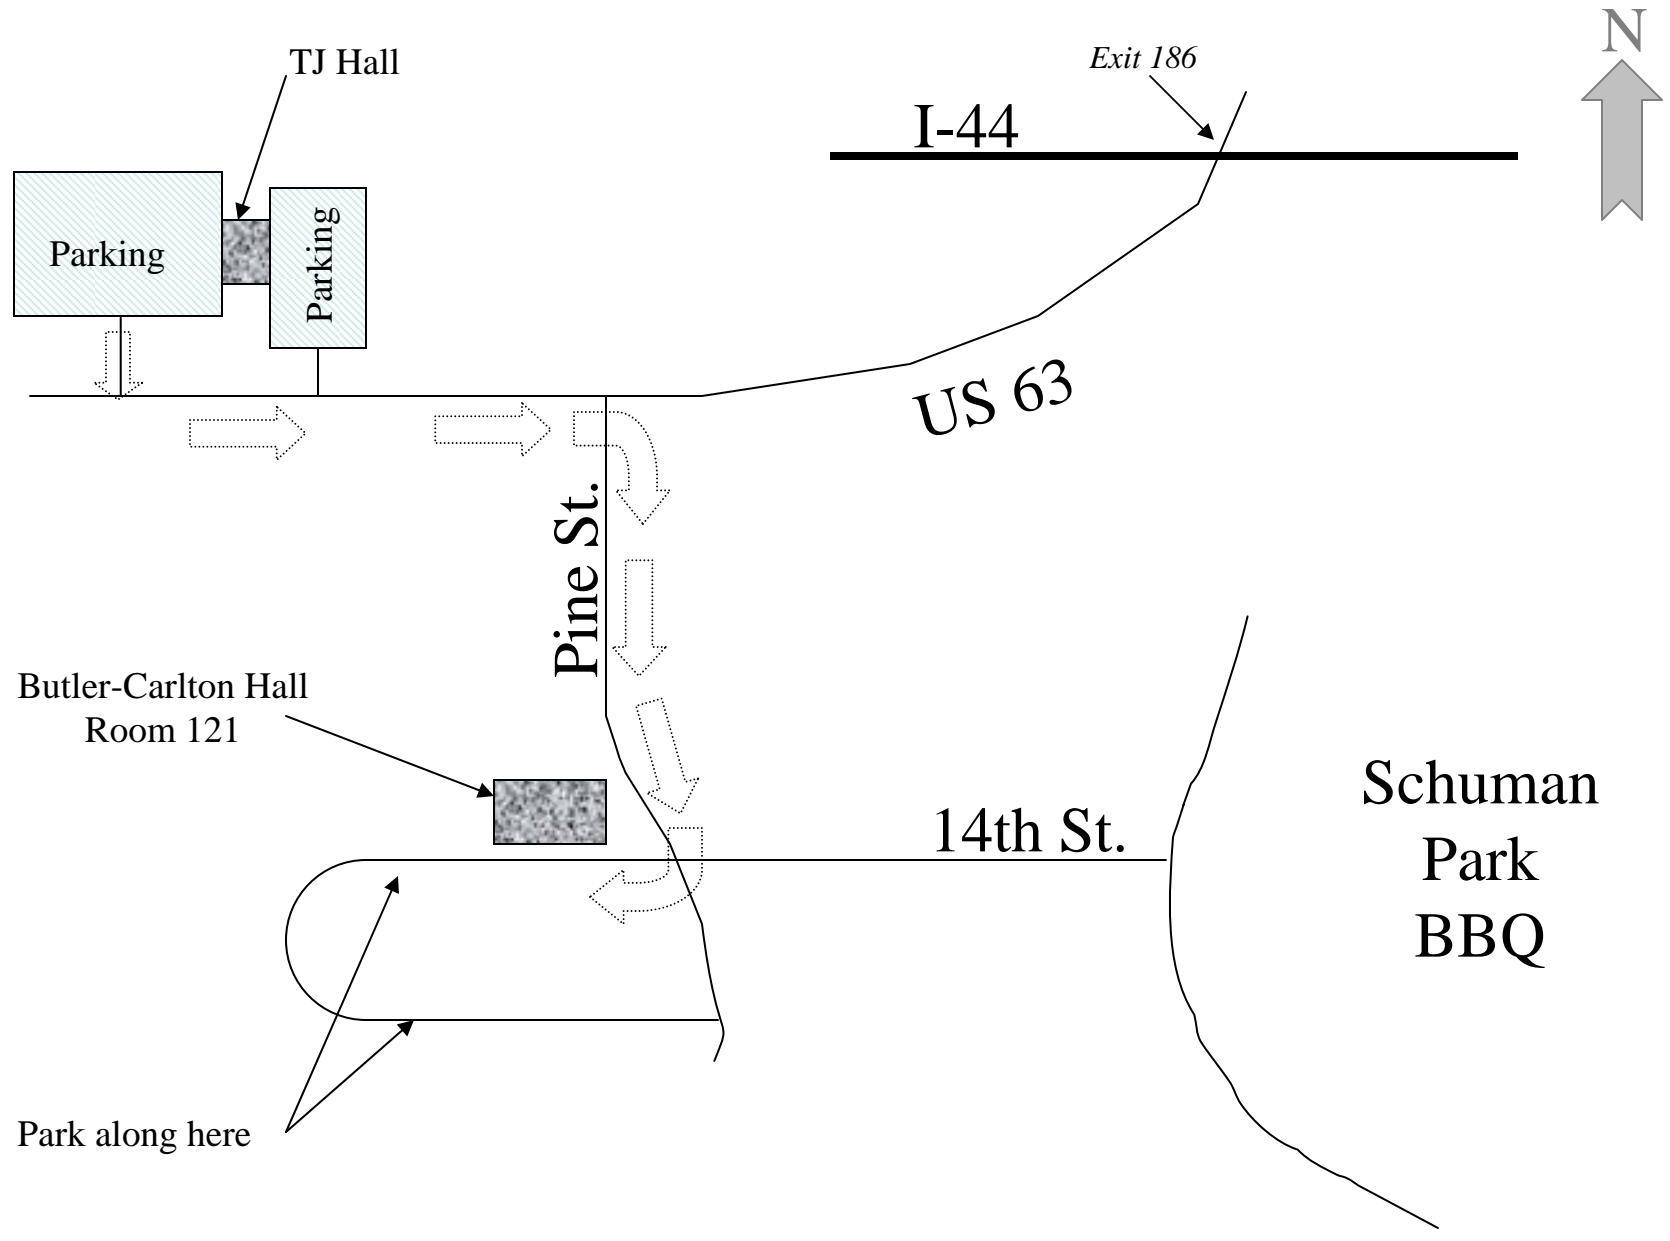 N
TJ Hall
Exit 186
I-44
Parking
Parking
US 63
Pine St.
Butler-Carlton Hall
Room 121
14th St.
Schuman
Park
BBQ
Park along here